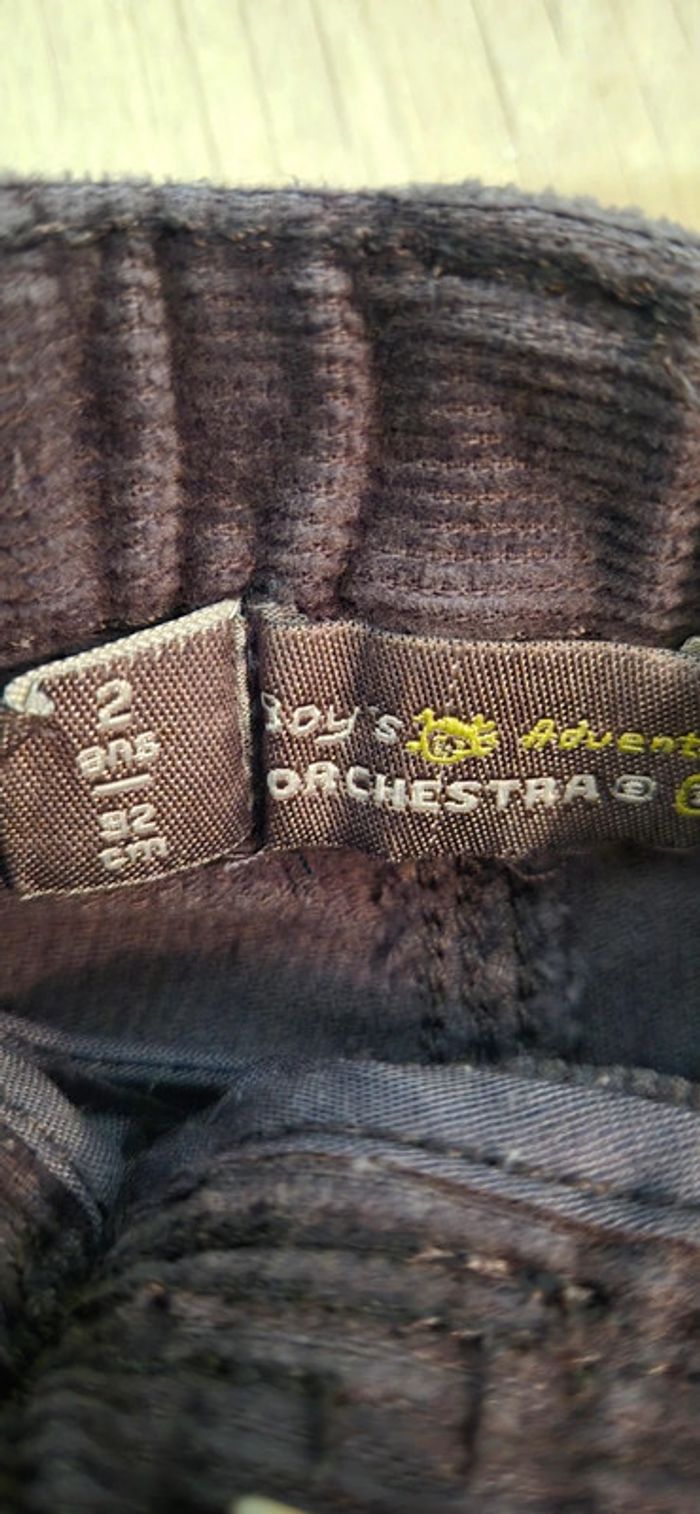 2
ans
92
cm
Boy's Advent
ORCHESTRA®